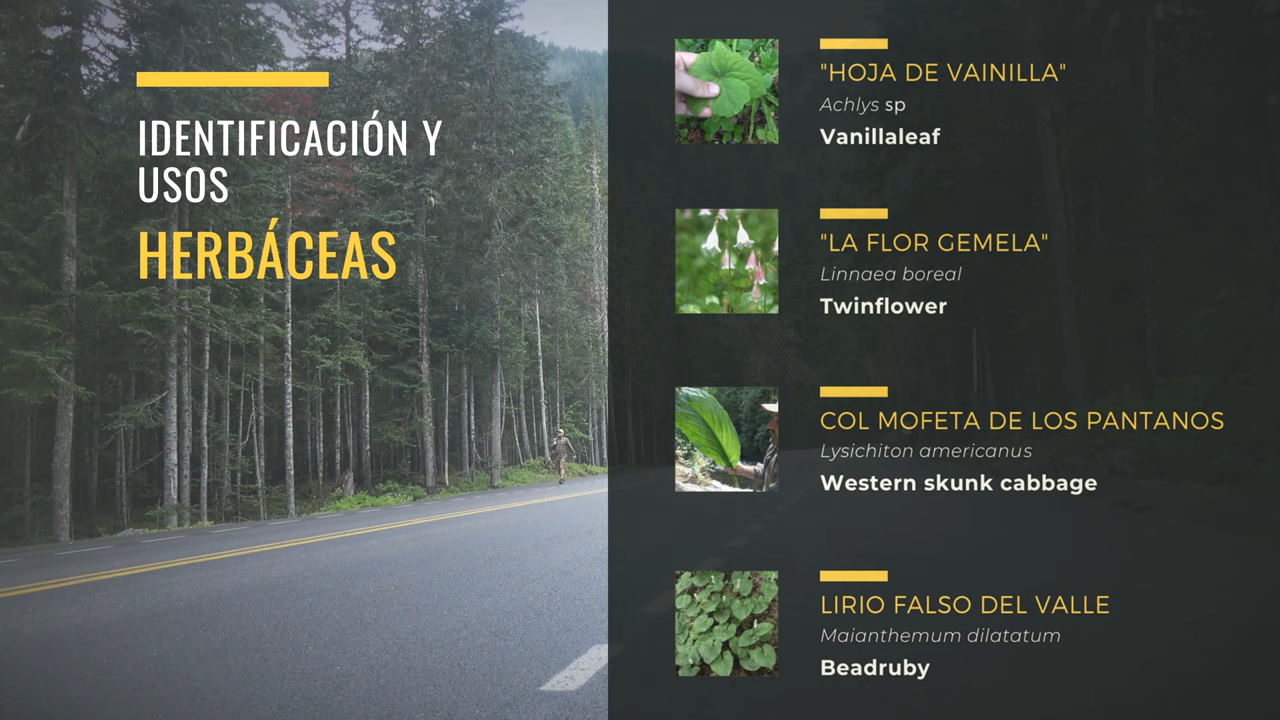 IDENTIFICACIÓN Y
USOS
HERBÁCEAS
"HOJA DE VAINILLA"
Achlys sp
Vanillaleaf
"LA FLOR GEMELA"
Linnaea boreal
Twinflower
COL MOFETA DE LOS PANTANOS
Lysichiton americanus
Western skunk cabbage
LIRIO FALSO DEL VALLE
Maianthemum dilatatum
Beadruby